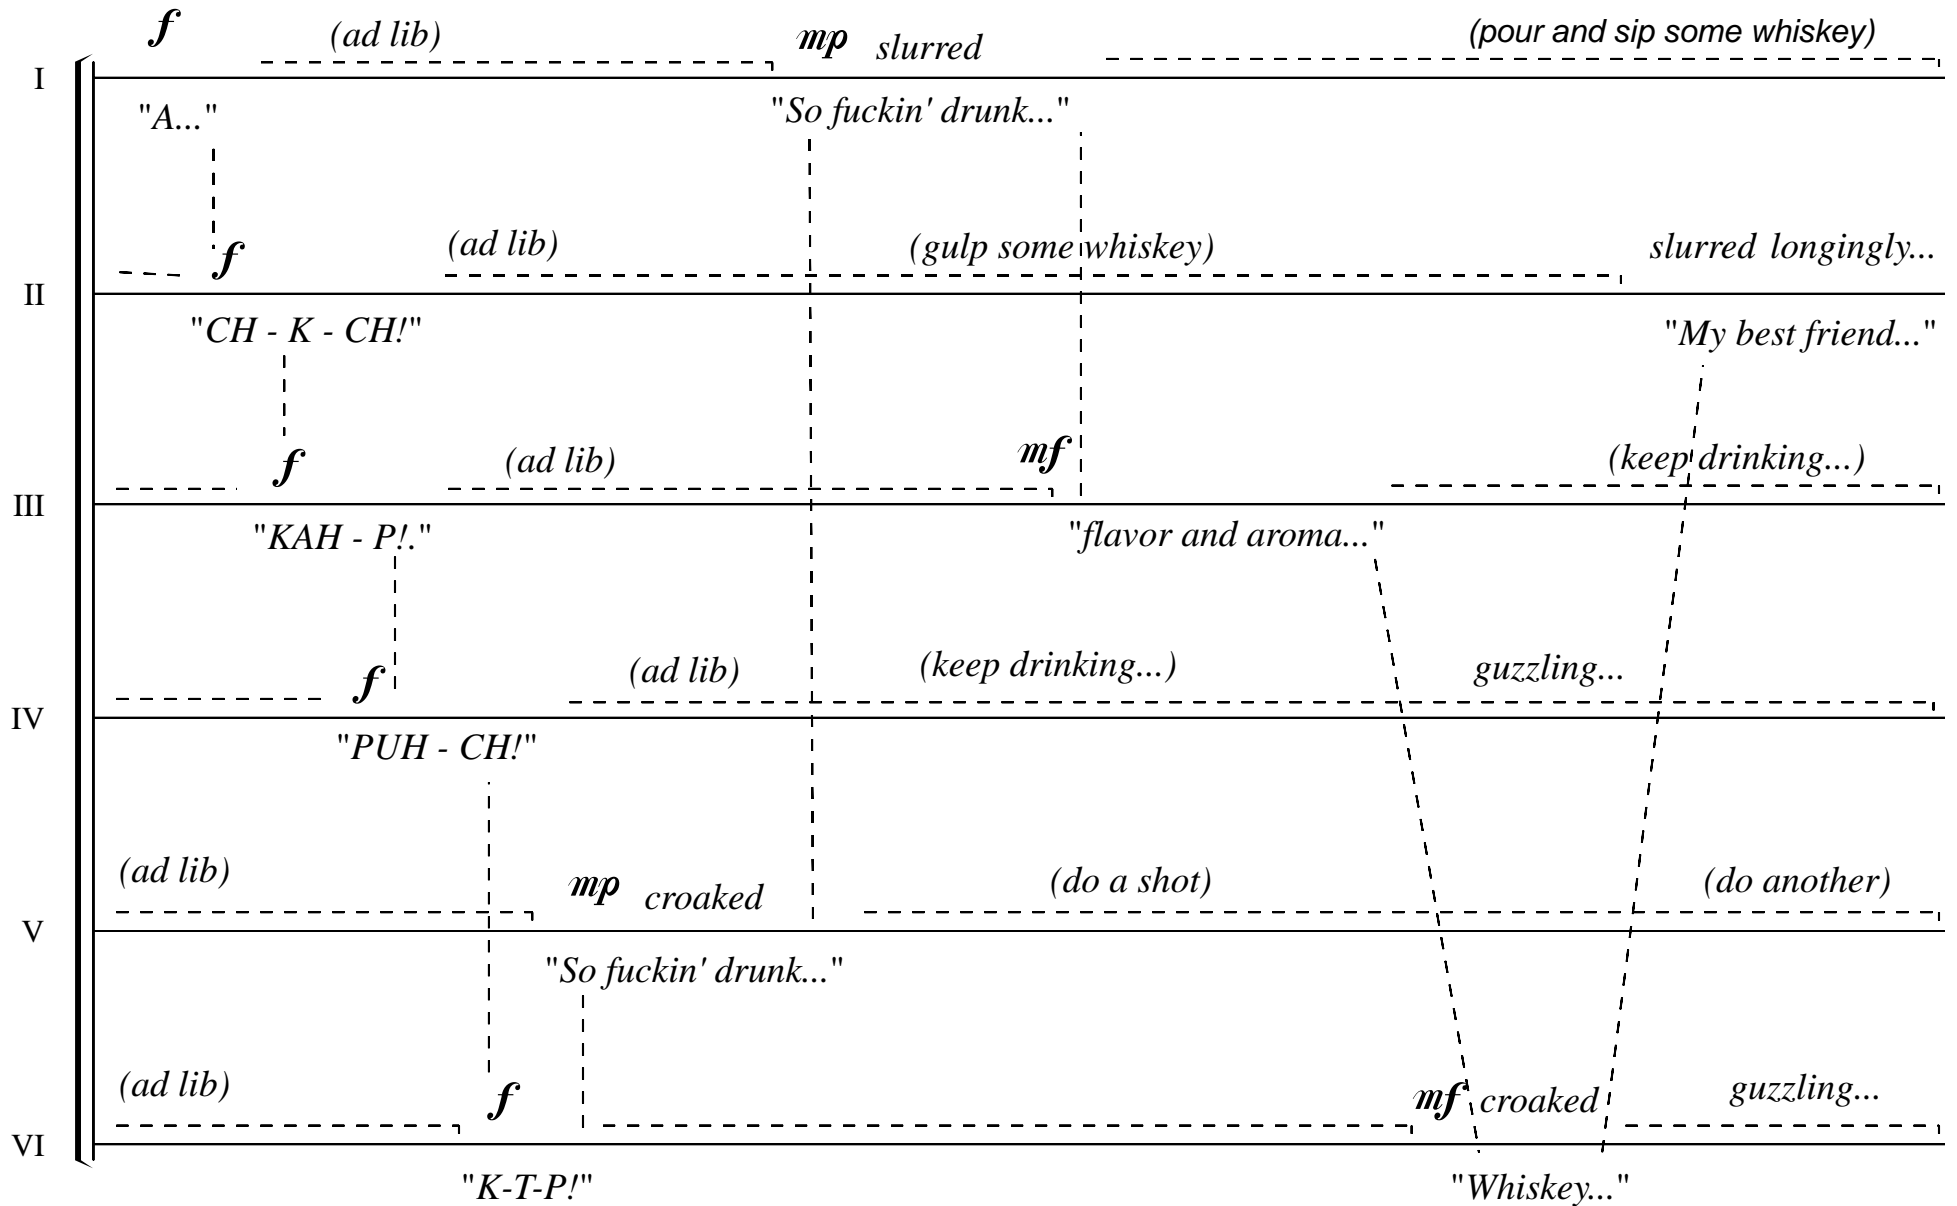 f (ad lib) mp slurred (pour and sip some whiskey)
I
"A..." "So fuckin' drunk..."
f (ad lib) (gulp some whiskey) slurred longingly...
II
"CH - K - CH!" "My best friend..."
f (ad lib) mf (keep drinking...)
III
"KAH - P!." "flavor and aroma..."
f (ad lib) (keep drinking...) guzzling...
IV
"PUH - CH!"
(ad lib) mp croaked (do a shot) (do another)
V
"So fuckin' drunk..."
(ad lib) f mf croaked guzzling...
VI
"K-T-P!" "Whiskey..."